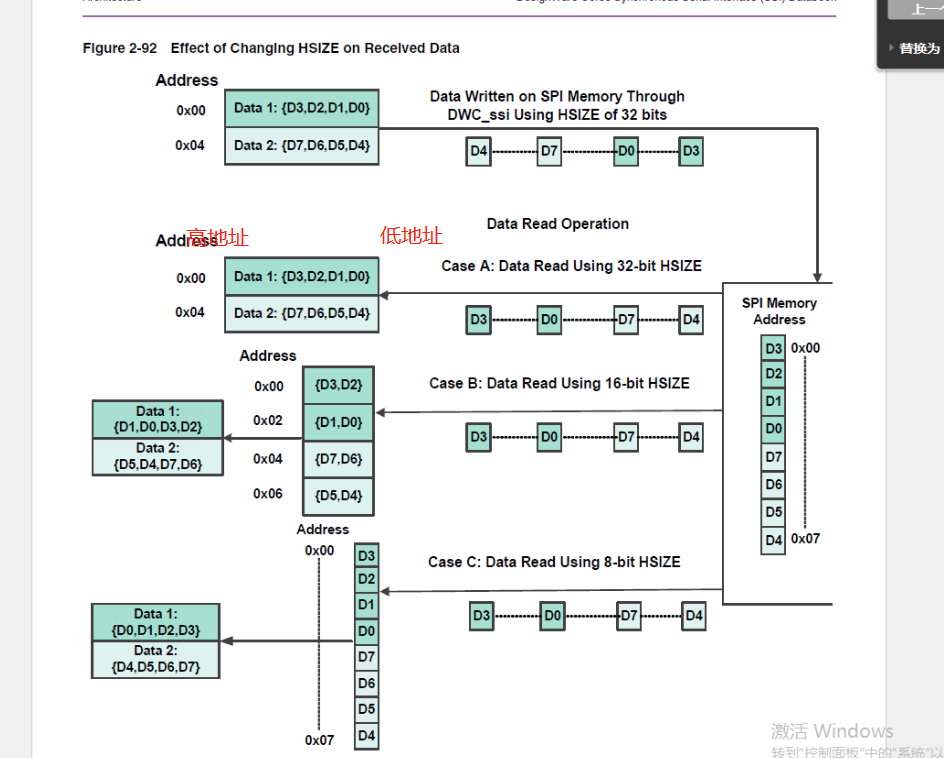 上一
替换为
Figure 2-92 Effect of Changing HSIZE on Received Data
Address
0x00
Data 1: {D3,D2,D1,D0}
0x04
Data 2: {D7,D6,D5,D4}
Data Written on SPI Memory Through
DWC_ssi Using HSIZE of 32 bits
D4 D7 D0 D3
Data Read Operation
Address
高地址
低地址
Case A: Data Read Using 32-bit HSIZE
0x00
Data 1: {D3,D2,D1,D0}
0x04
Data 2: {D7,D6,D5,D4}
D3 D0 D7 D4
SPI Memory
Address
D3 0x00
D2
D1
D0
D7
D6
D5
D4 0x07
Address
Case B: Data Read Using 16-bit HSIZE
0x00 {D3,D2}
0x02 {D1,D0}
0x04 {D7,D6}
0x06 {D5,D4}
D3 D0 D7 D4
Data 1:
{D1,D0,D3,D2}
Data 2:
{D5,D4,D7,D6}
Address
Case C: Data Read Using 8-bit HSIZE
0x00 D3
D2
D1
D0
D7
D6
D5
0x07 D4
D3 D0 D7 D4
Data 1:
{D0,D1,D2,D3}
Data 2:
{D4,D5,D6,D7}
激活 Windows
转到"控制面板"中的"系统"以